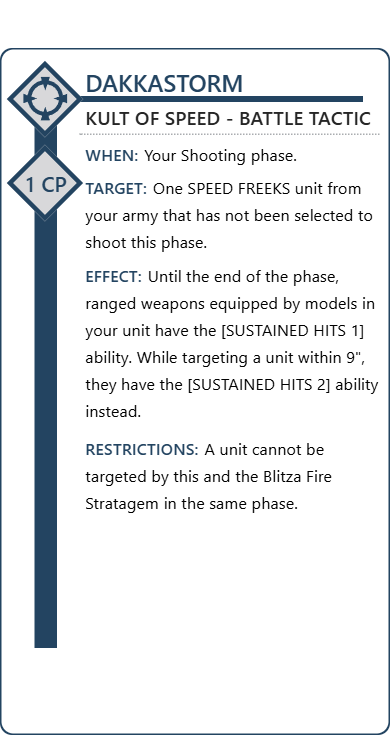 DAKKASTORM
KULT OF SPEED - BATTLE TACTIC
WHEN: Your Shooting phase.
1 CP
TARGET: One SPEED FREEKS unit from
your army that has not been selected to
shoot this phase.
EFFECT: Until the end of the phase,
ranged weapons equipped by models in
your unit have the [SUSTAINED HITS 1]
ability. While targeting a unit within 9",
they have the [SUSTAINED HITS 2] ability
instead.
RESTRICTIONS: A unit cannot be
targeted by this and the Blitza Fire
Stratagem in the same phase.